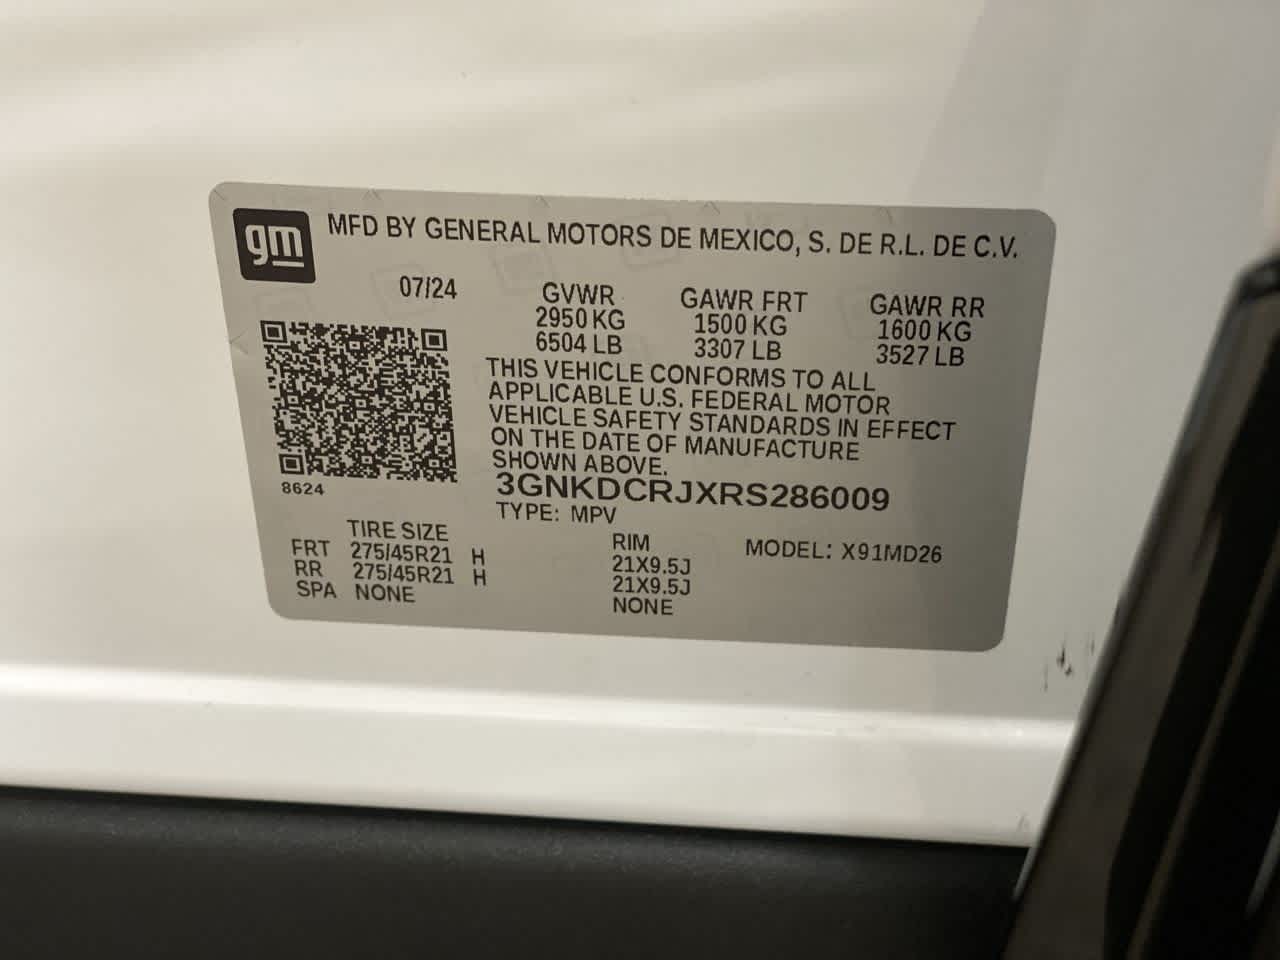 gm
MFD BY GENERAL MOTORS DE MEXICO, S. DE R.L. DE C.V.
07/24 GVWR GAWR FRT GAWR RR
2950 KG 1500 KG 1600 KG
6504 LB 3307 LB 3527 LB
THIS VEHICLE CONFORMS TO ALL
APPLICABLE U.S. FEDERAL MOTOR
VEHICLE SAFETY STANDARDS IN EFFECT
ON THE DATE OF MANUFACTURE
SHOWN ABOVE.
8624
3GNKDCRJXRS286009
TYPE: MPV
TIRE SIZE RIM MODEL: X91MD26
FRT 275/45R21 H 21X9.5J
RR 275/45R21 H 21X9.5J
SPA NONE NONE